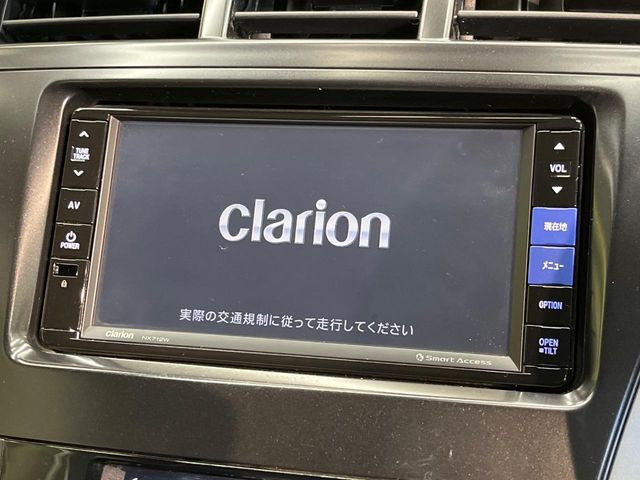 TUNE
TRACK
AV
POWER
clarion
実際の交通規制に従って走行してください
VOL
現在地
メニュー
OPTION
OPEN
TILT
clarion NX712W
Smart Access